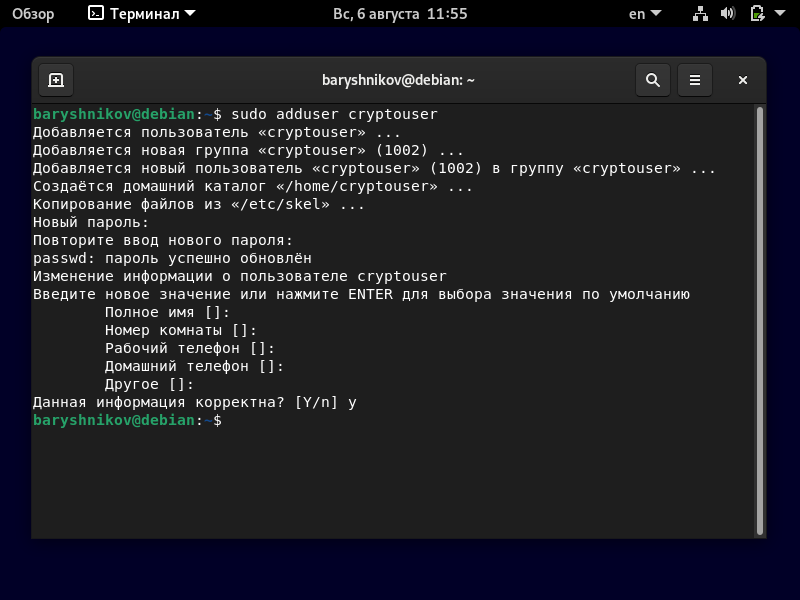 Обзор Терминал Вс, 6 августа 11:55 en
baryshnikov@debian: ~
baryshnikov@debian:~$ sudo adduser cryptouser
Добавляется пользователь «cryptouser» ...
Добавляется новая группа «cryptouser» (1002) ...
Добавляется новый пользователь «cryptouser» (1002) в группу «cryptouser» ...
Создаётся домашний каталог «/home/cryptouser» ...
Копирование файлов из «/etc/skel» ...
Новый пароль:
Повторите ввод нового пароля:
passwd: пароль успешно обновлён
Изменение информации о пользователе cryptouser
Введите новое значение или нажмите ENTER для выбора значения по умолчанию
Полное имя []:
Номер комнаты []:
Рабочий телефон []:
Домашний телефон []:
Другое []:
Данная информация корректна? [Y/n] y
baryshnikov@debian:~$